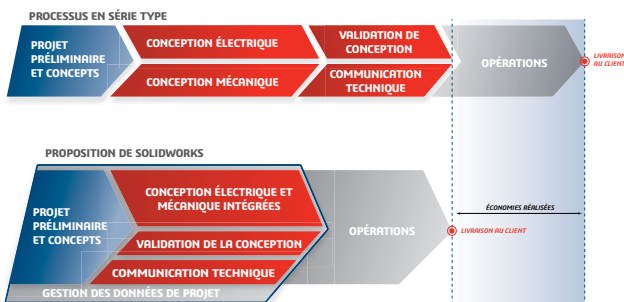 PROCESSUS EN SÉRIE TYPE
PROJET
PRÉLIMINAIRE
ET CONCEPTS
CONCEPTION ÉLECTRIQUE
CONCEPTION MÉCANIQUE
VALIDATION DE
CONCEPTION
COMMUNICATION
TECHNIQUE
OPÉRATIONS
LIVRAISON
AU CLIENT
PROPOSITION DE SOLIDWORKS
PROJET
PRÉLIMINAIRE
ET CONCEPTS
CONCEPTION ÉLECTRIQUE ET
MÉCANIQUE INTÉGRÉES
VALIDATION DE LA CONCEPTION
COMMUNICATION TECHNIQUE
GESTION DES DONNÉES DE PROJET
OPÉRATIONS
ÉCONOMIES RÉALISÉES
LIVRAISON AU CLIENT